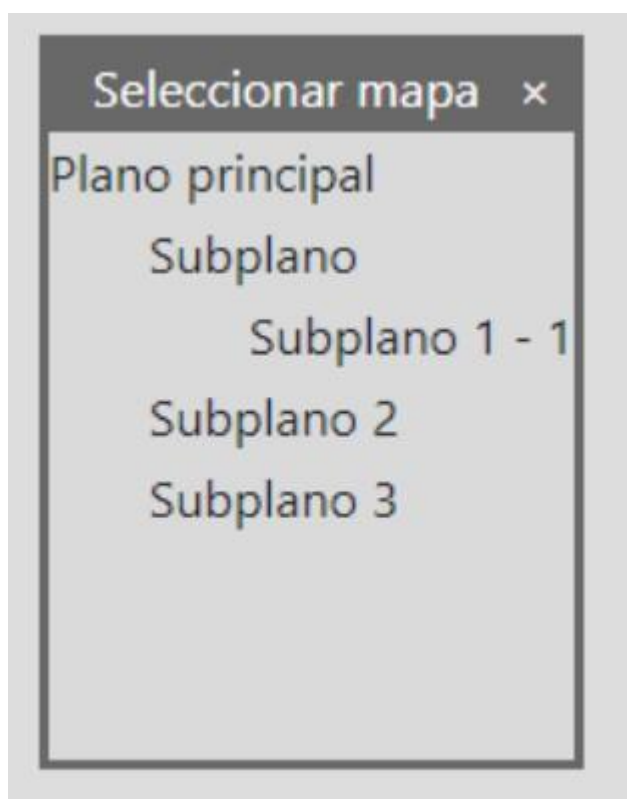 Seleccionar mapa ×
Plano principal
Subplano
Subplano 1 - 1
Subplano 2
Subplano 3